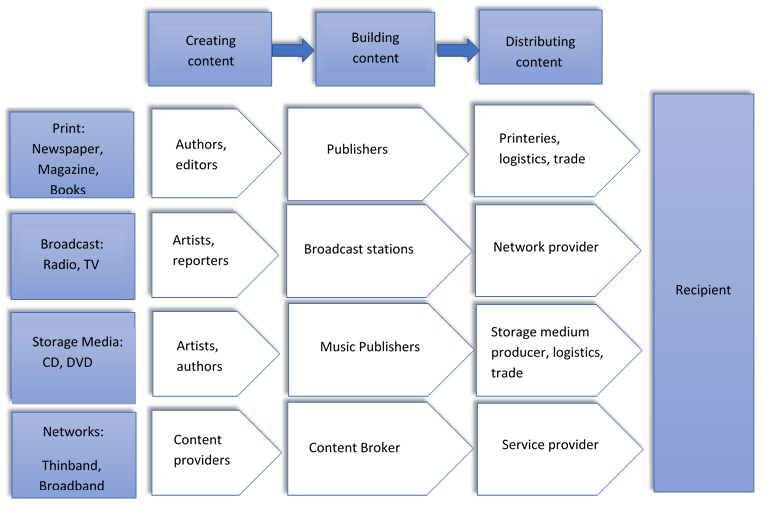 Creating
content
Building
content
Distributing
content
Print:
Newspaper,
Magazine,
Books
Authors,
editors
Publishers
Printeries,
logistics, trade
Broadcast:
Radio, TV
Artists,
reporters
Broadcast stations
Network provider
Recipient
Storage Media:
CD, DVD
Artists,
authors
Music Publishers
Storage medium
producer, logistics,
trade
Networks:
Thinband,
Broadband
Content
providers
Content Broker
Service provider